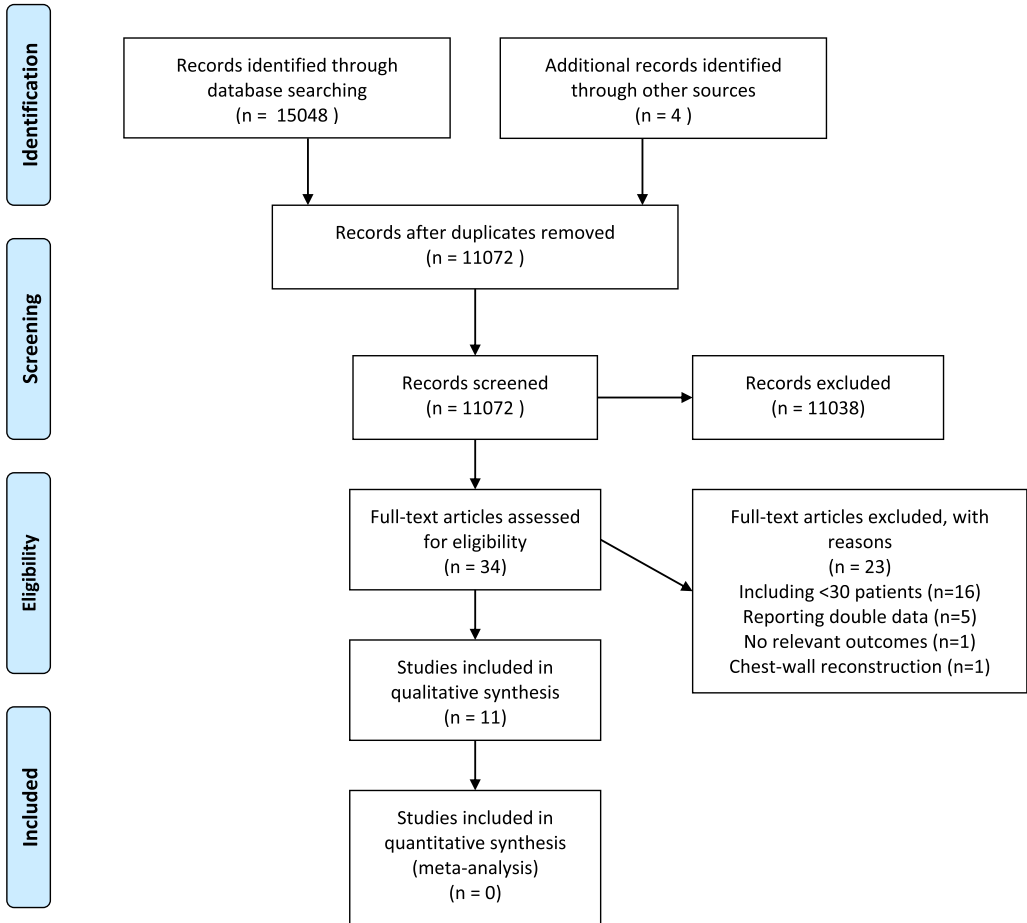 Identification
Records identified through
database searching
(n =  15048 )
Additional records identified
through other sources
(n = 4 )
Records after duplicates removed
(n = 11072 )
Screening
Records screened
(n = 11072 )
Records excluded
(n = 11038)
Eligibility
Full-text articles assessed
for eligibility
(n = 34)
Full-text articles excluded, with
reasons
(n = 23)
Including <30 patients (n=16)
Reporting double data (n=5)
No relevant outcomes (n=1)
Chest-wall reconstruction (n=1)
Studies included in
qualitative synthesis
(n = 11)
Included
Studies included in
quantitative synthesis
(meta-analysis)
(n = 0)